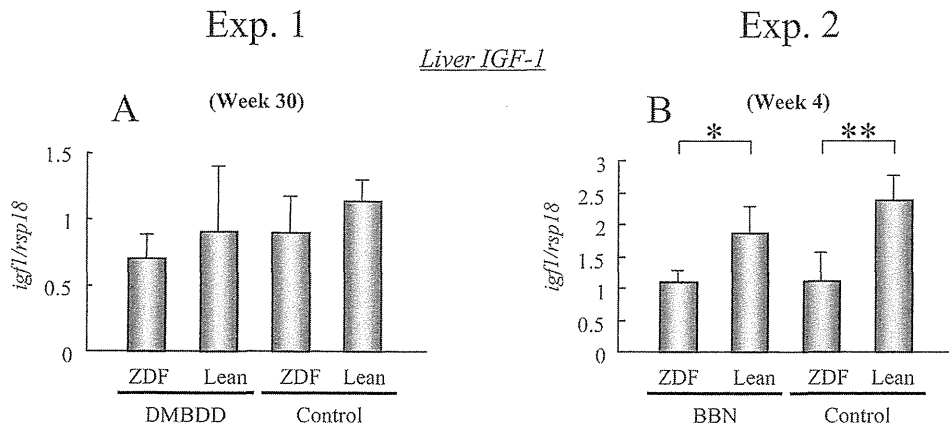 Exp. 1
Exp. 2
Liver IGF-1
A
(Week 30)
igf1/rsp18
1.5
1
0.5
0
ZDF
Lean
ZDF
Lean
DMBDD
Control
B
(Week 4)
*
**
igf1/rsp18
3
2.5
2
1.5
1
0.5
0
ZDF
Lean
ZDF
Lean
BBN
Control